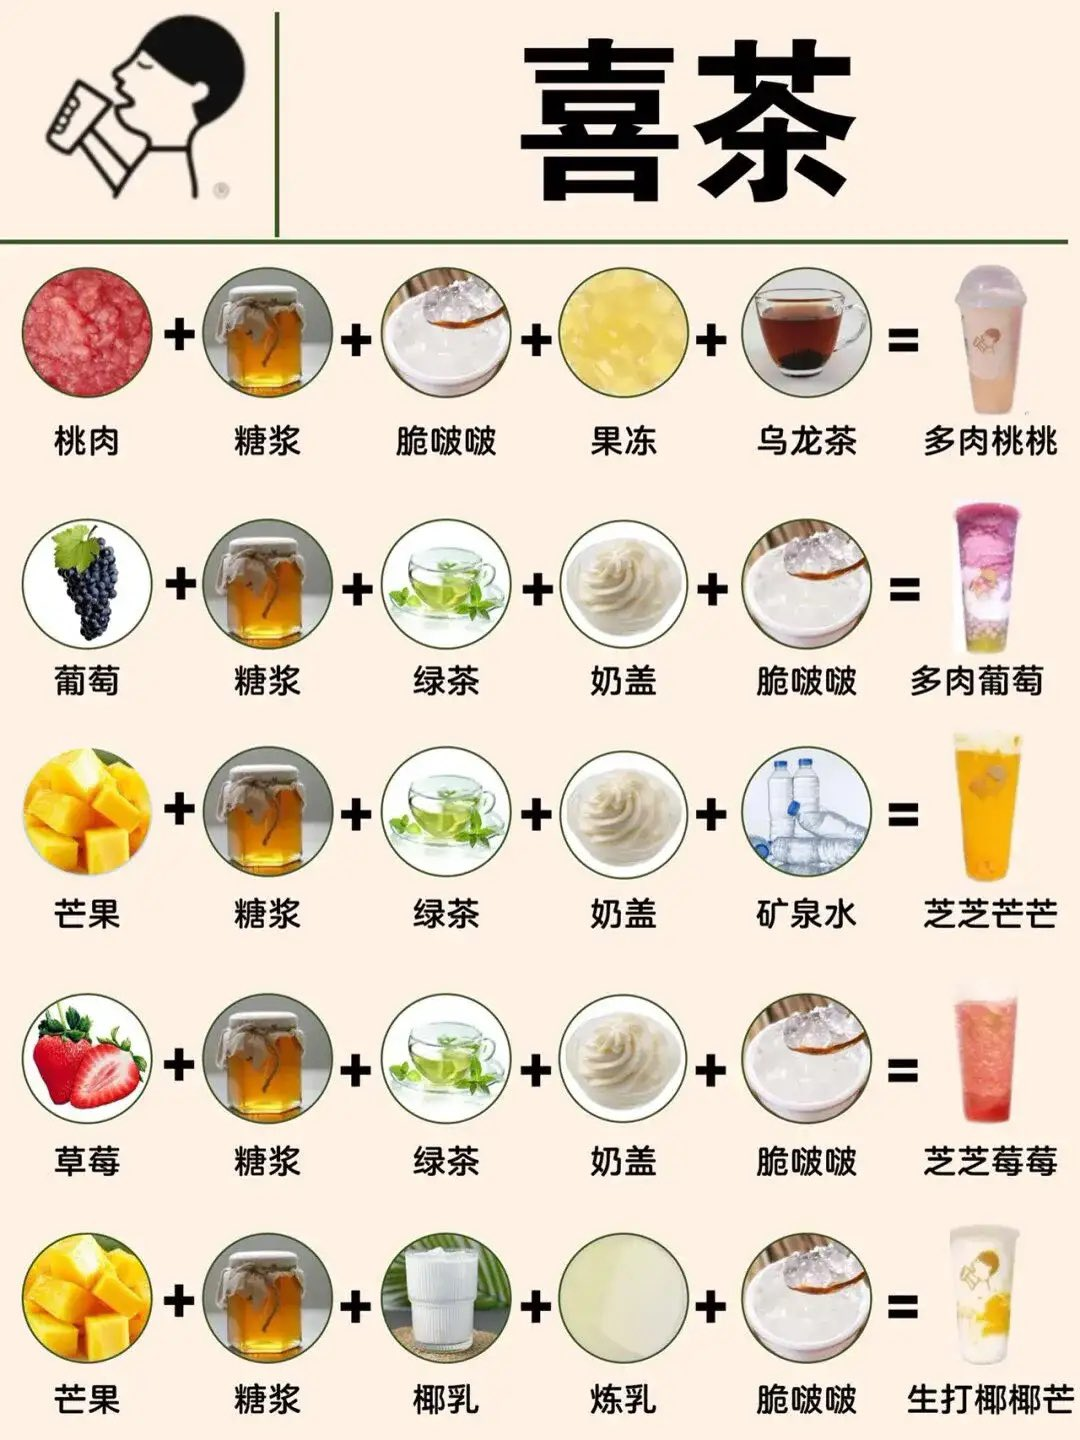 喜茶
桃肉 + 糖浆 + 脆啵啵 + 果冻 + 乌龙茶 = 多肉桃桃
葡萄 + 糖浆 + 绿茶 + 奶盖 + 脆啵啵 = 多肉葡萄
芒果 + 糖浆 + 绿茶 + 奶盖 + 矿泉水 = 芝芝芒芒
草莓 + 糖浆 + 绿茶 + 奶盖 + 脆啵啵 = 芝芝莓莓
芒果 + 糖浆 + 椰乳 + 炼乳 + 脆啵啵 = 生打椰椰芒